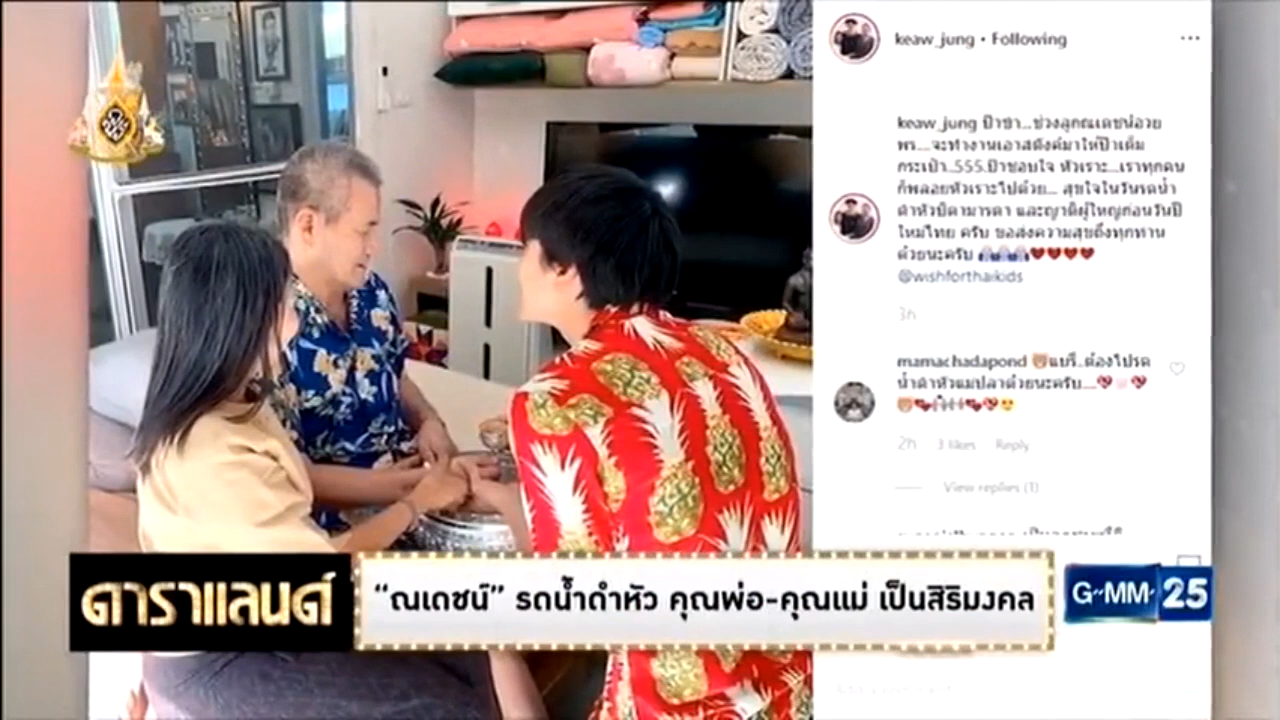 keaw_jung • Following
keaw_jung ป๊าขา...ช่วงลูกณเดชน์อวย
พร....จะทำงานเอาสตังค์มาให้ป๊าเต็ม
กระเป๋า..555.ป๊าชอบใจ หัวเราะ...เราทุกคน
ก็พลอยหัวเราะไปด้วย... สุขใจในวันรดน้ำ
ดำหัวบิดามารดา และญาติผู้ใหญ่ก่อนวันปี
ใหม่ไทย ครับ ขอส่งความสุขถึงทุกท่าน
ด้วยนะครับ
@wishforthaikids
3h
mamachadapond แบรี่..ต้องไปรด
น้ำดำหัวแม่ปลาด้วยนะครับ....
2h 3 likes Reply
View replies (1)
ดาราแลนด์
“ณเดชน์” รดน้ำดำหัว คุณพ่อ-คุณแม่ เป็นสิริมงคล
G-MM 25